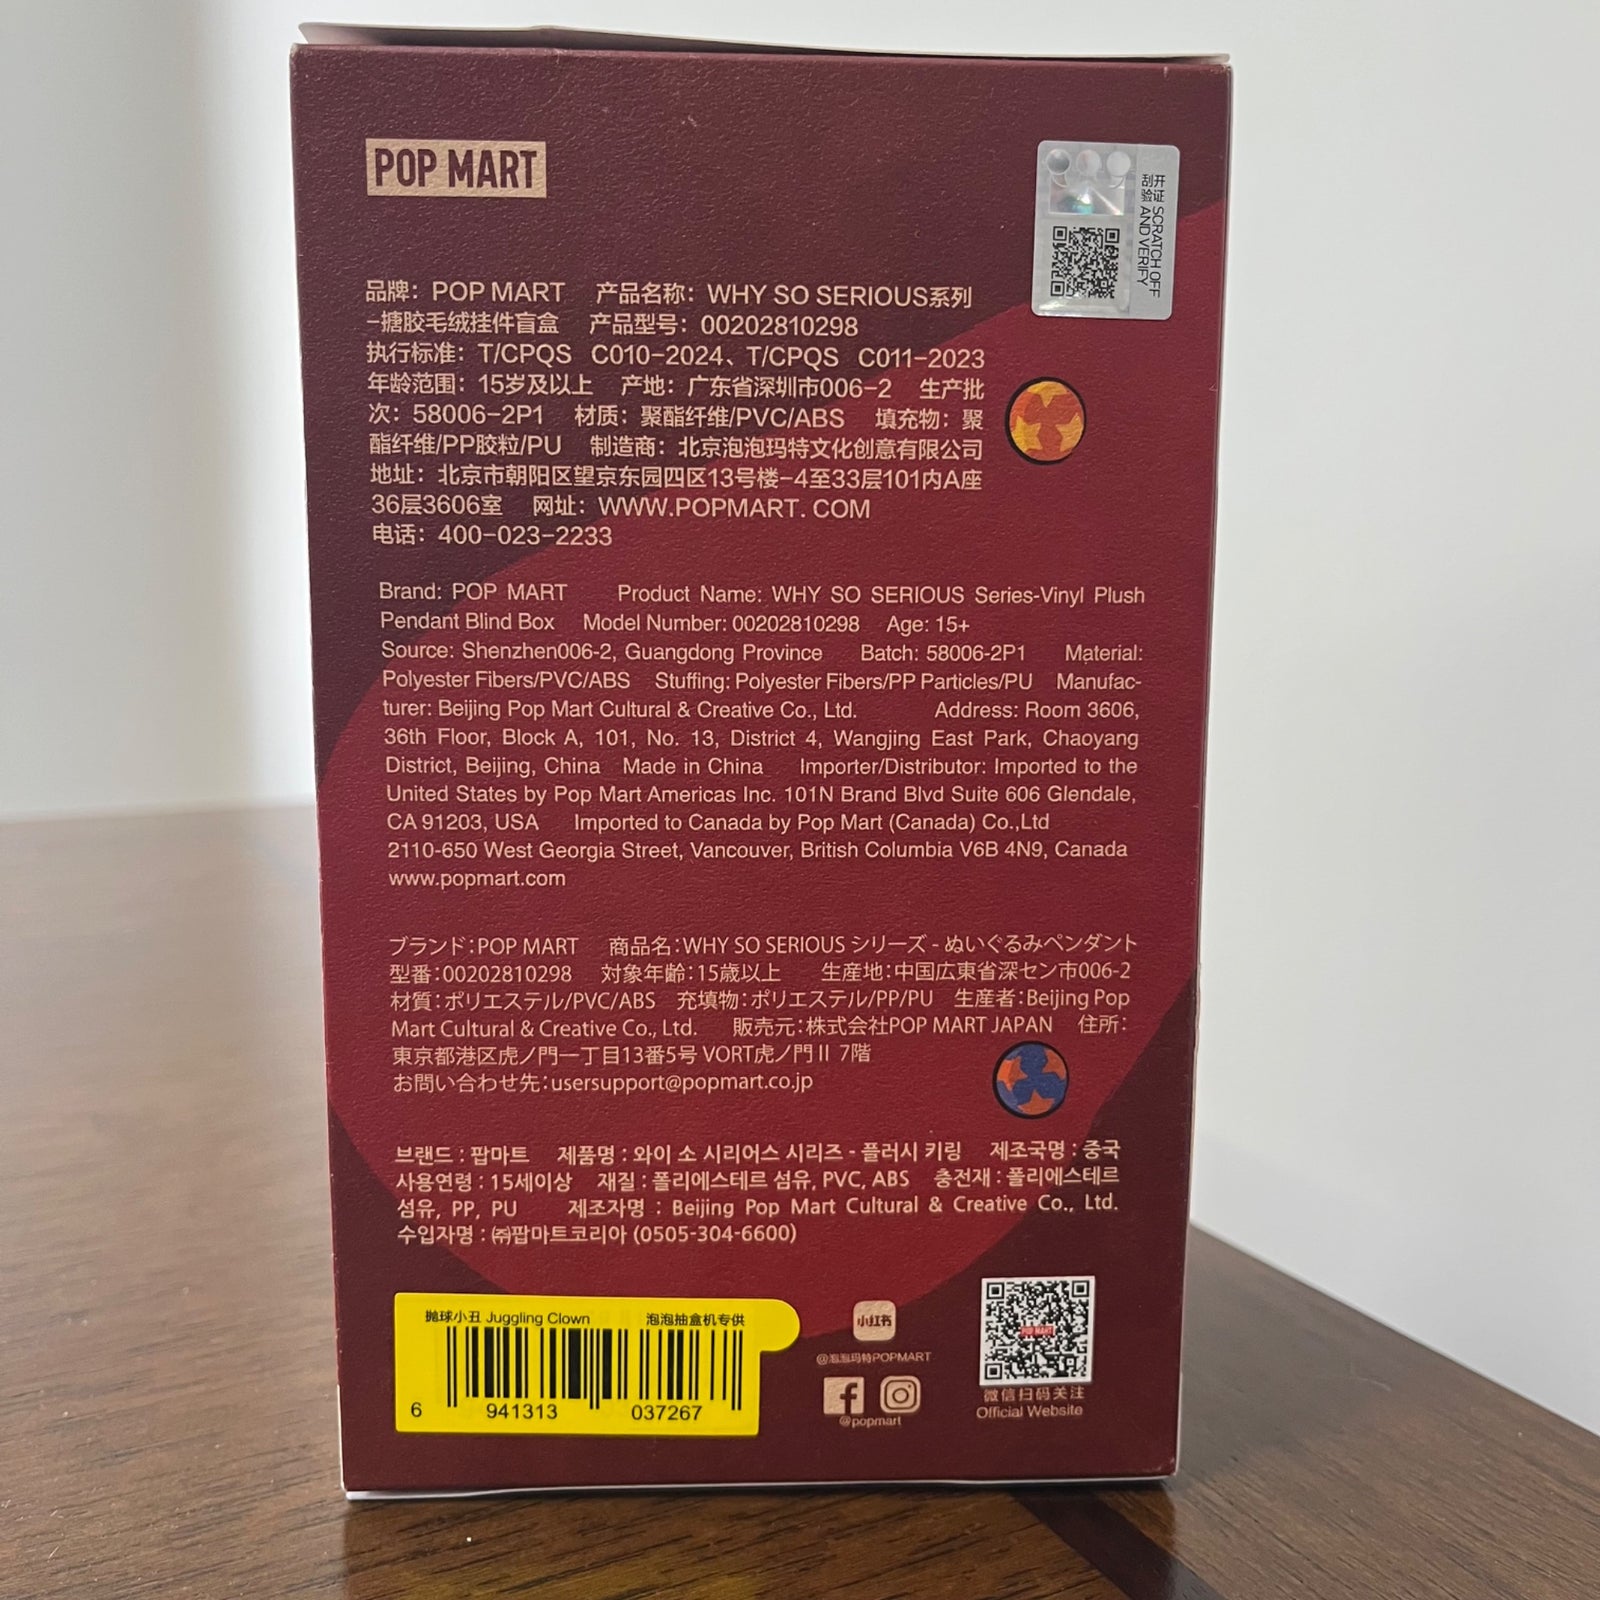 POP MART
开证 SCRATCH OFF
刮验 AND VERIFY
品牌：POP MART 产品名称：WHY SO SERIOUS系列
-搪胶毛绒挂件盲盒 产品型号：00202810298
执行标准：T/CPQS C010-2024、T/CPQS C011-2023
年龄范围：15岁及以上 产地：广东省深圳市006-2 生产批
次：58006-2P1 材质：聚酯纤维/PVC/ABS 填充物：聚
酯纤维/PP胶粒/PU 制造商：北京泡泡玛特文化创意有限公司
地址：北京市朝阳区望京东园四区13号楼-4至33层101内A座
36层3606室 网址：WWW.POPMART. COM
电话：400-023-2233
Brand: POP MART Product Name: WHY SO SERIOUS Series-Vinyl Plush
Pendant Blind Box Model Number: 00202810298 Age: 15+
Source: Shenzhen006-2, Guangdong Province Batch: 58006-2P1 Material:
Polyester Fibers/PVC/ABS Stuffing: Polyester Fibers/PP Particles/PU Manufac-
turer: Beijing Pop Mart Cultural & Creative Co., Ltd. Address: Room 3606,
36th Floor, Block A, 101, No. 13, District 4, Wangjing East Park, Chaoyang
District, Beijing, China Made in China Importer/Distributor: Imported to the
United States by Pop Mart Americas Inc. 101N Brand Blvd Suite 606 Glendale,
CA 91203, USA Imported to Canada by Pop Mart (Canada) Co.,Ltd
2110-650 West Georgia Street, Vancouver, British Columbia V6B 4N9, Canada
www.popmart.com
ブランド：POP MART 商品名：WHY SO SERIOUS シリーズ - ぬいぐるみペンダント
型番：00202810298 対象年齢：15歳以上 生産地：中国広東省深セン市006-2
材質：ポリエステル/PVC/ABS 充填物：ポリエステル/PP/PU 生産者：Beijing Pop
Mart Cultural & Creative Co., Ltd. 販売元：株式会社POP MART JAPAN 住所：
東京都港区虎ノ門一丁目13番5号 VORT虎ノ門Ⅱ 7階
お問い合わせ先：usersupport@popmart.co.jp
브랜드 : 팝마트 제품명 : 와이 소 시리어스 시리즈 - 플러시 키링 제조국명 : 중국
사용연령 : 15세이상 재질 : 폴리에스테르 섬유, PVC, ABS 충전재 : 폴리에스테르
섬유, PP, PU 제조자명 : Beijing Pop Mart Cultural & Creative Co., Ltd.
수입자명 : ㈜팝마트코리아 (0505-304-6600)
抛球小丑 Juggling Clown 泡泡抽盒机专供
6 941313 037267
小红书
@泡泡玛特POPMART
@popmart
POP MART
微信扫码关注
Official Website